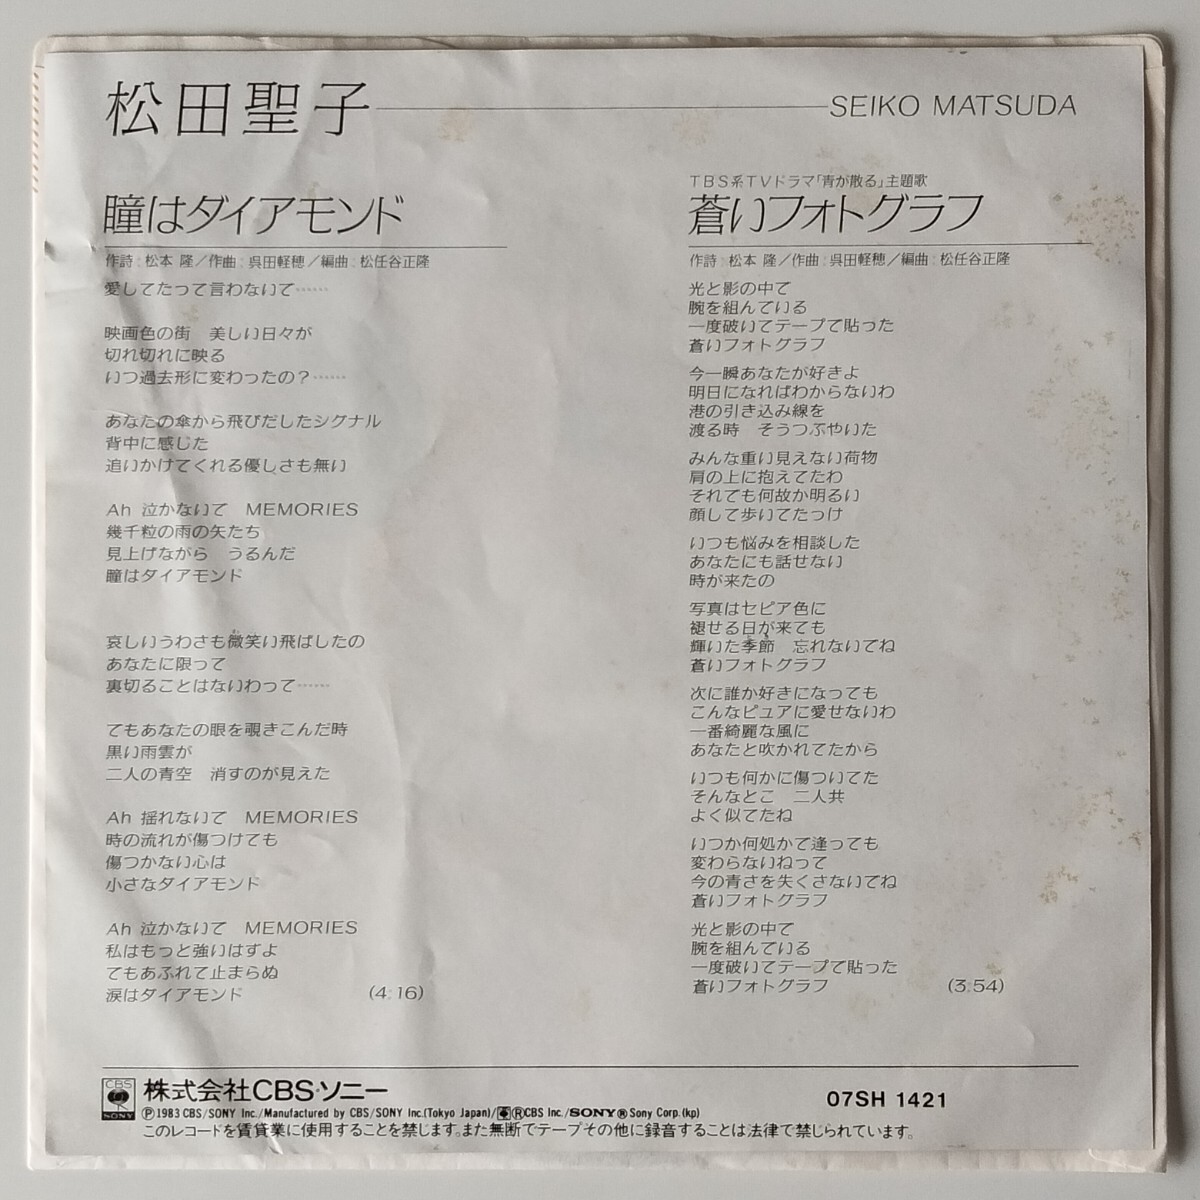 松田聖子 SEIKO MATSUDA
瞳はダイアモンド
作詩：松本 隆／作曲：呉田軽穂／編曲：松任谷正隆
愛してたって言わないで……
映画色の街　美しい日々が
切れ切れに映る
いつ過去形に変わったの？……
あなたの傘から飛びだしたシグナル
背中に感じた
追いかけてくれる優しさも無い
Ah 泣かないで　MEMORIES
幾千粒の雨の矢たち
見上げながら　うるんだ
瞳はダイアモンド
哀しいうわさも微笑い飛ばしたの
あなたに限って
裏切ることはないわって……
でもあなたの眼を覗きこんだ時
黒い雨雲が
二人の青空　消すのが見えた
Ah 揺れないで　MEMORIES
時の流れが傷つけても
傷つかない心は
小さなダイアモンド
Ah 泣かないで　MEMORIES
私はもっと強いはずよ
でもあふれて止まらぬ
涙はダイアモンド (4:16)
TBS系TVドラマ「青が散る」主題歌
蒼いフォトグラフ
作詩：松本 隆／作曲：呉田軽穂／編曲：松任谷正隆
光と影の中で
腕を組んでいる
一度破いてテープで貼った
蒼いフォトグラフ
今一瞬あなたが好きよ
明日になればわからないわ
港の引き込み線を
渡る時　そうつぶやいた
みんな重い見えない荷物
肩の上に抱えてたわ
それでも何故か明るい
顔して歩いてたっけ
いつも悩みを相談した
あなたにも話せない
時が来たの
写真はセピア色に
褪せる日が来ても
輝いた季節　忘れないでね
蒼いフォトグラフ
次に誰か好きになっても
こんなピュアに愛せないわ
一番綺麗な風に
あなたと吹かれてたから
いつも何かに傷ついてた
そんなとこ　二人共
よく似てたね
いつか何処かで逢っても
変わらないねって
今の青さを失くさないでね
蒼いフォトグラフ
光と影の中で
腕を組んでいる
一度破いてテープで貼った
蒼いフォトグラフ (3:54)
CBS SONY 株式会社CBS・ソニー
Ⓟ1983 CBS/SONY Inc./Manufactured by CBS/SONY Inc.(Tokyo Japan)/ⓇCBS Inc./SONY®Sony Corp.(kp)
07SH 1421
このレコードを賃貸業に使用することを禁じます。また無断でテープその他に録音することは法律で禁じられています。